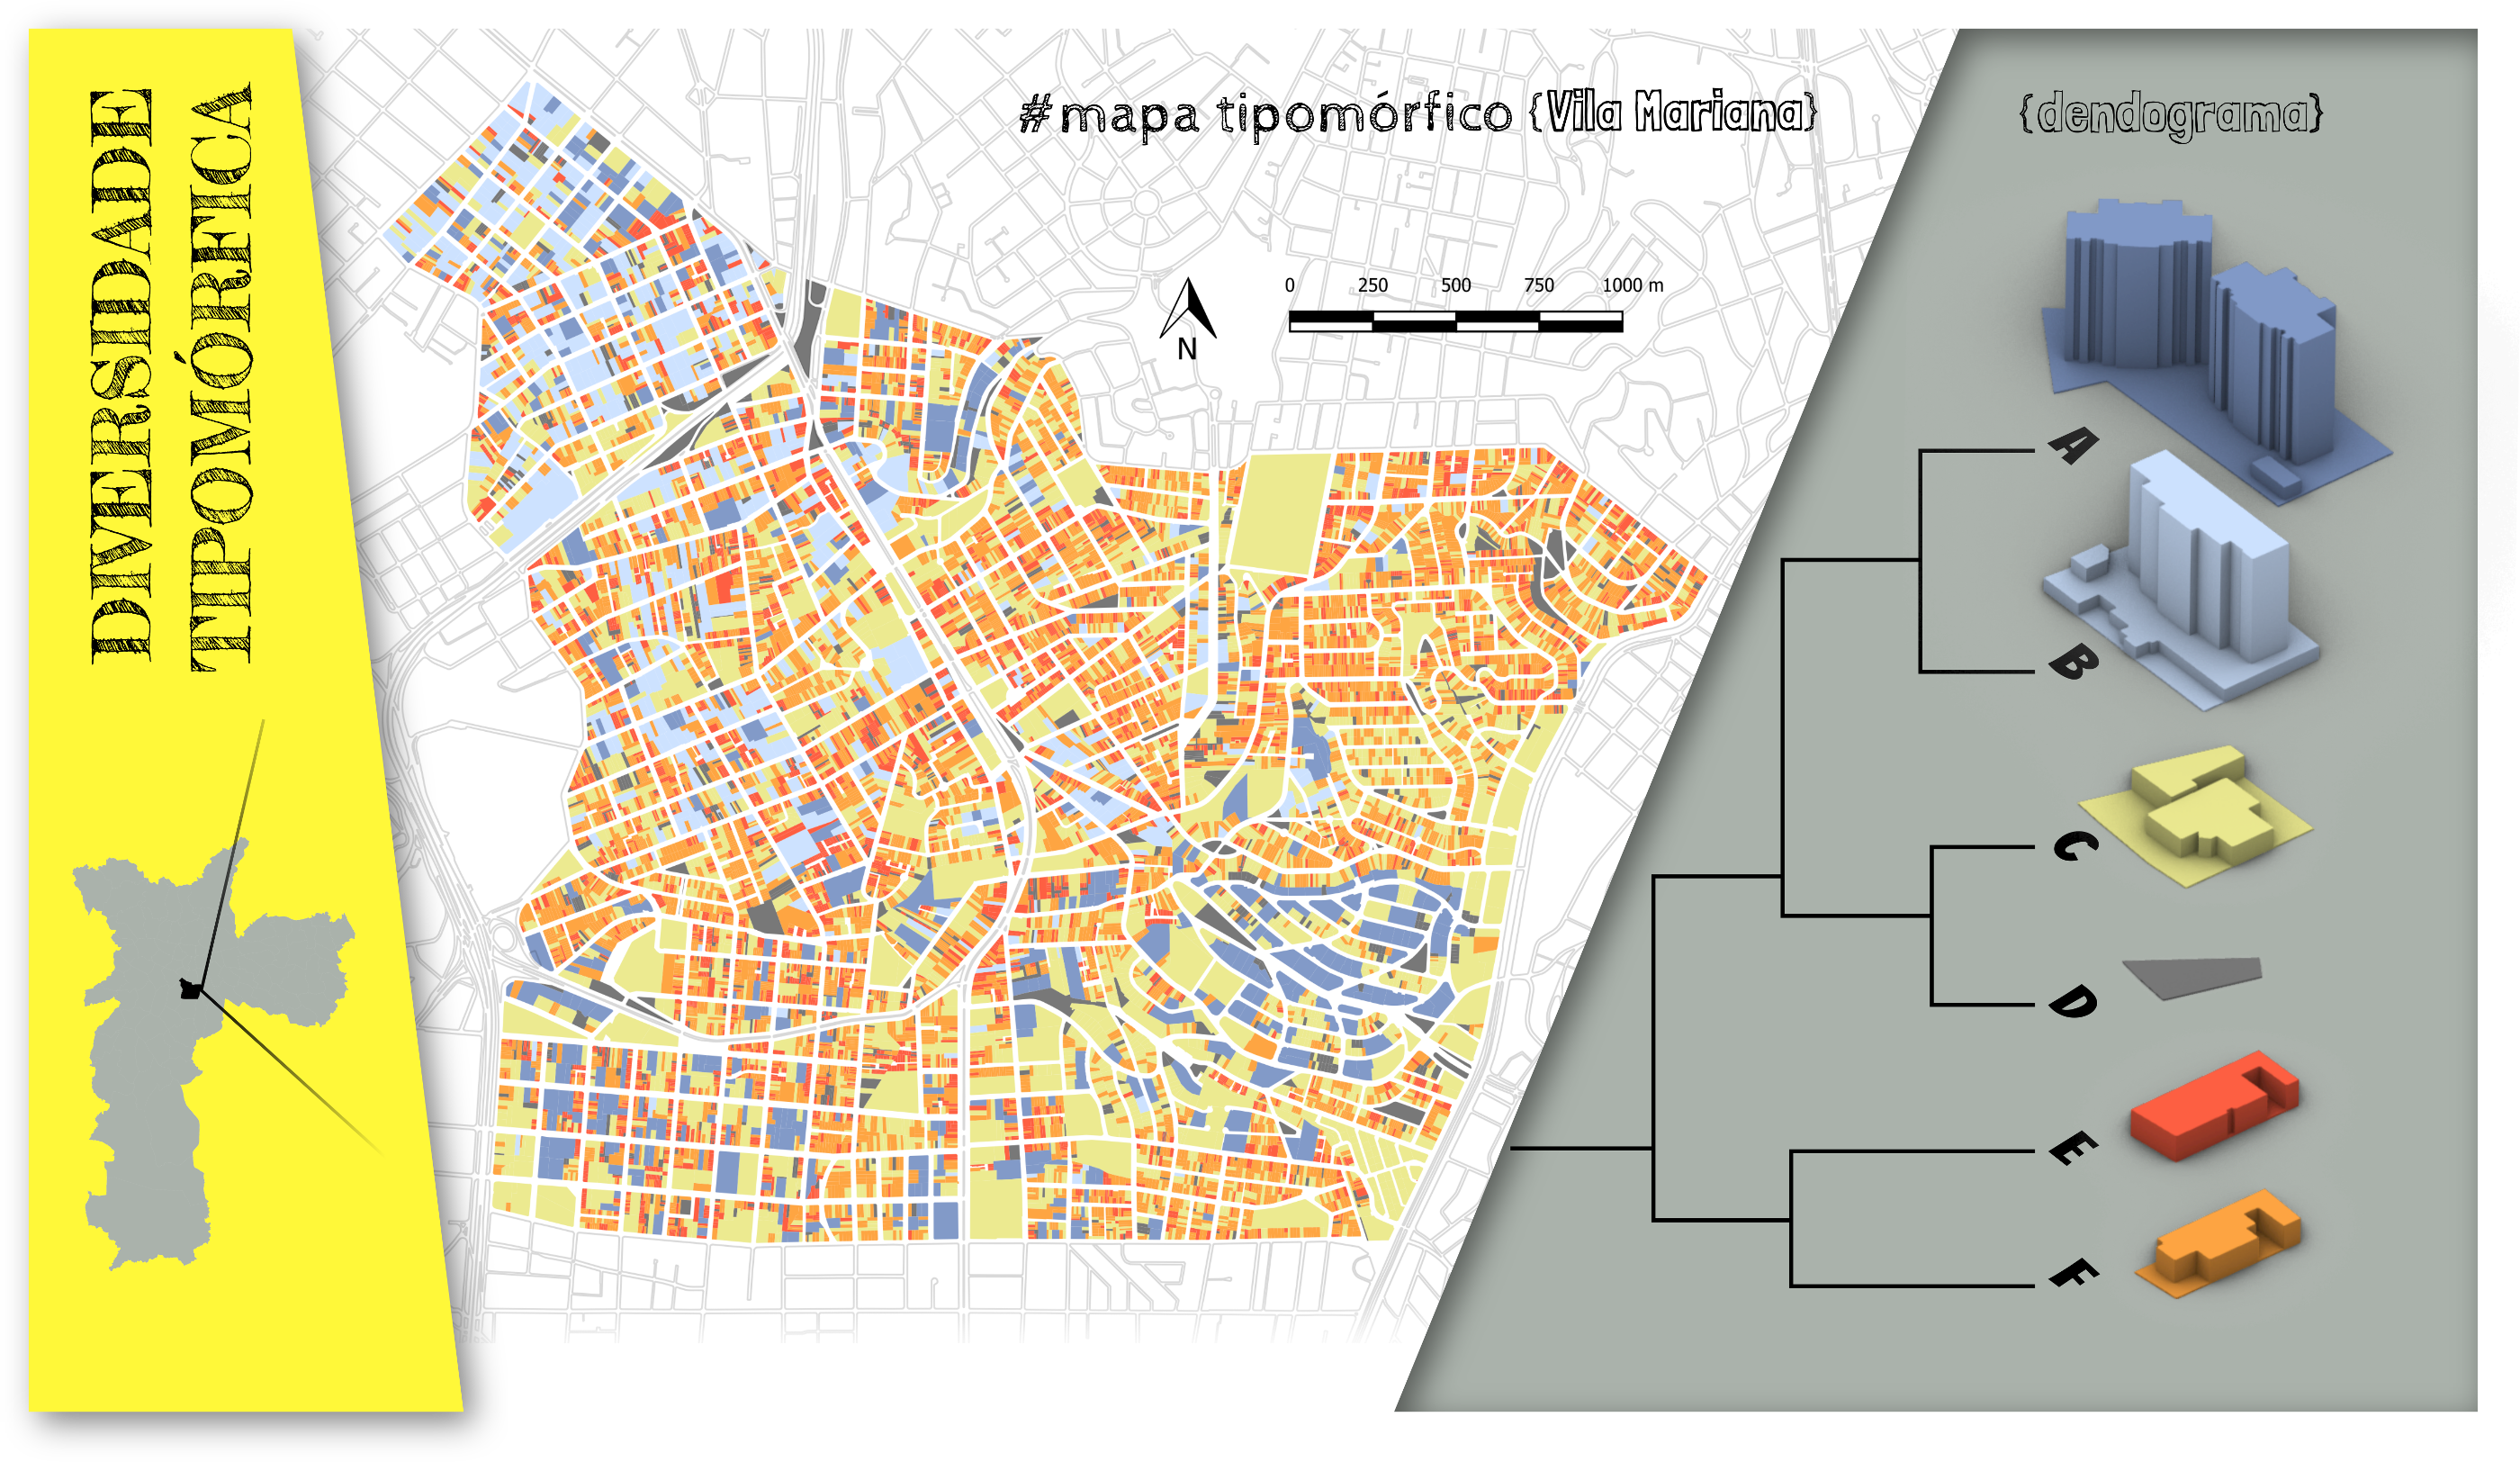 DIVERSIDADE
TIPOMÓRFICA
#mapa tipomórfico {Vila Mariana}
0 250 500 750 1000 m
N
{dendograma}
A
B
C
D
E
F